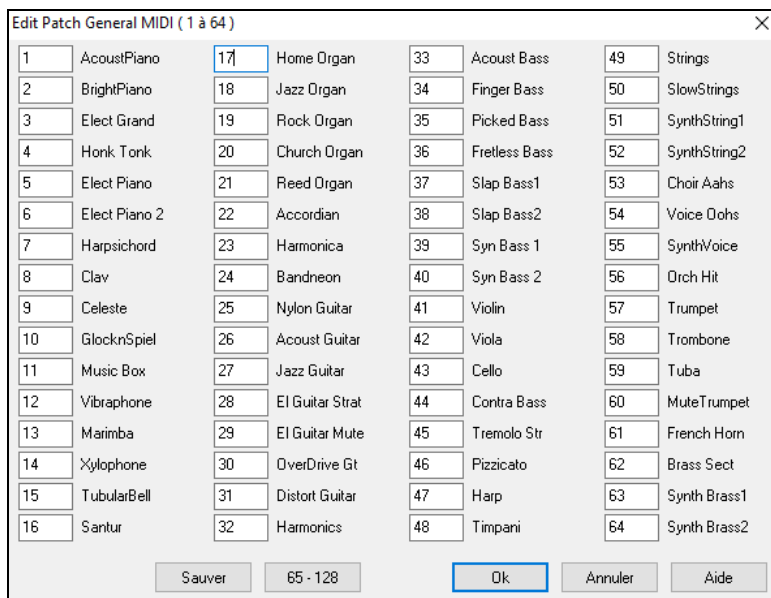 Edit Patch General MIDI ( 1 à 64 )
1 AcoustPiano 17 Home Organ 33 Acoust Bass 49 Strings
2 BrightPiano 18 Jazz Organ 34 Finger Bass 50 SlowStrings
3 Elect Grand 19 Rock Organ 35 Picked Bass 51 SynthString1
4 Honk Tonk 20 Church Organ 36 Fretless Bass 52 SynthString2
5 Elect Piano 21 Reed Organ 37 Slap Bass1 53 Choir Aahs
6 Elect Piano 2 22 Accordian 38 Slap Bass2 54 Voice Oohs
7 Harpsichord 23 Harmonica 39 Syn Bass 1 55 SynthVoice
8 Clav 24 Bandneon 40 Syn Bass 2 56 Orch Hit
9 Celeste 25 Nylon Guitar 41 Violin 57 Trumpet
10 GlocknSpiel 26 Acoust Guitar 42 Viola 58 Trombone
11 Music Box 27 Jazz Guitar 43 Cello 59 Tuba
12 Vibraphone 28 El Guitar Strat 44 Contra Bass 60 MuteTrumpet
13 Marimba 29 El Guitar Mute 45 Tremolo Str 61 French Horn
14 Xylophone 30 OverDrive Gt 46 Pizzicato 62 Brass Sect
15 TubularBell 31 Distort Guitar 47 Harp 63 Synth Brass1
16 Santur 32 Harmonics 48 Timpani 64 Synth Brass2
Sauver 65 - 128 Ok Annuler Aide